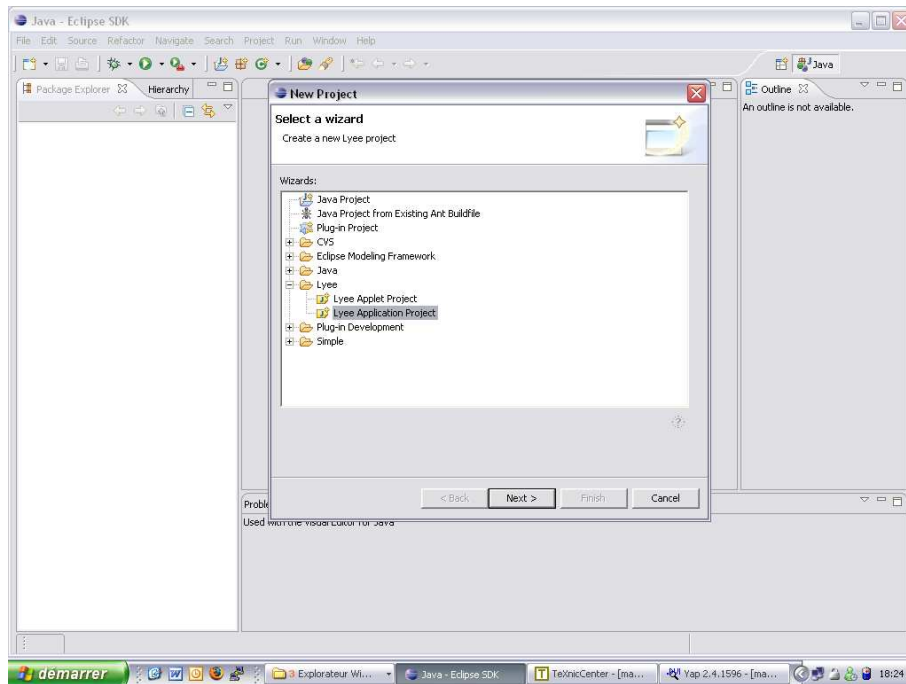 Java - Eclipse SDK
File Edit Source Refactor Navigate Search Project Run Window Help
Java
Package Explorer Hierarchy
Outline
An outline is not available.
New Project
Select a wizard
Create a new Lyee project
Wizards:
Java Project
Java Project from Existing Ant Buildfile
Plug-in Project
CVS
Eclipse Modeling Framework
Java
Lyee
Lyee Applet Project
Lyee Application Project
Plug-in Development
Simple
< Back Next > Finish Cancel
Proble
Used with the Visual Editor for Java
démarrer 3 Explorateur Wi... Java - Eclipse SDK TeXnicCenter - [ma... Yap 2.4.1596 - [ma... 18:24